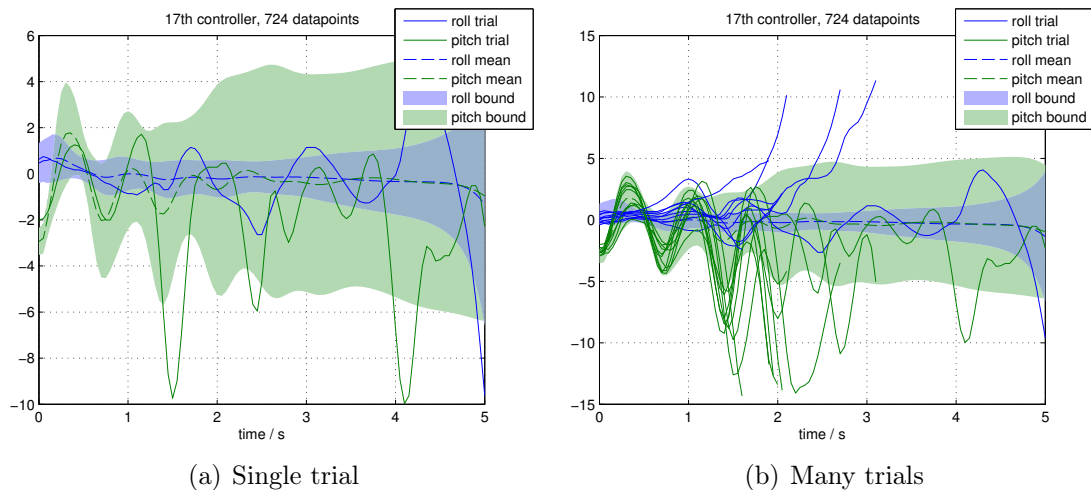 17th controller, 724 datapoints
6
4
2
0
−2
−4
−6
−8
−10
0
1
2
3
4
5
time / s
roll trial
pitch trial
roll mean
pitch mean
roll bound
pitch bound
(a) Single trial
17th controller, 724 datapoints
15
10
5
0
−5
−10
−15
0
1
2
3
4
5
time / s
roll trial
pitch trial
roll mean
pitch mean
roll bound
pitch bound
(b) Many trials